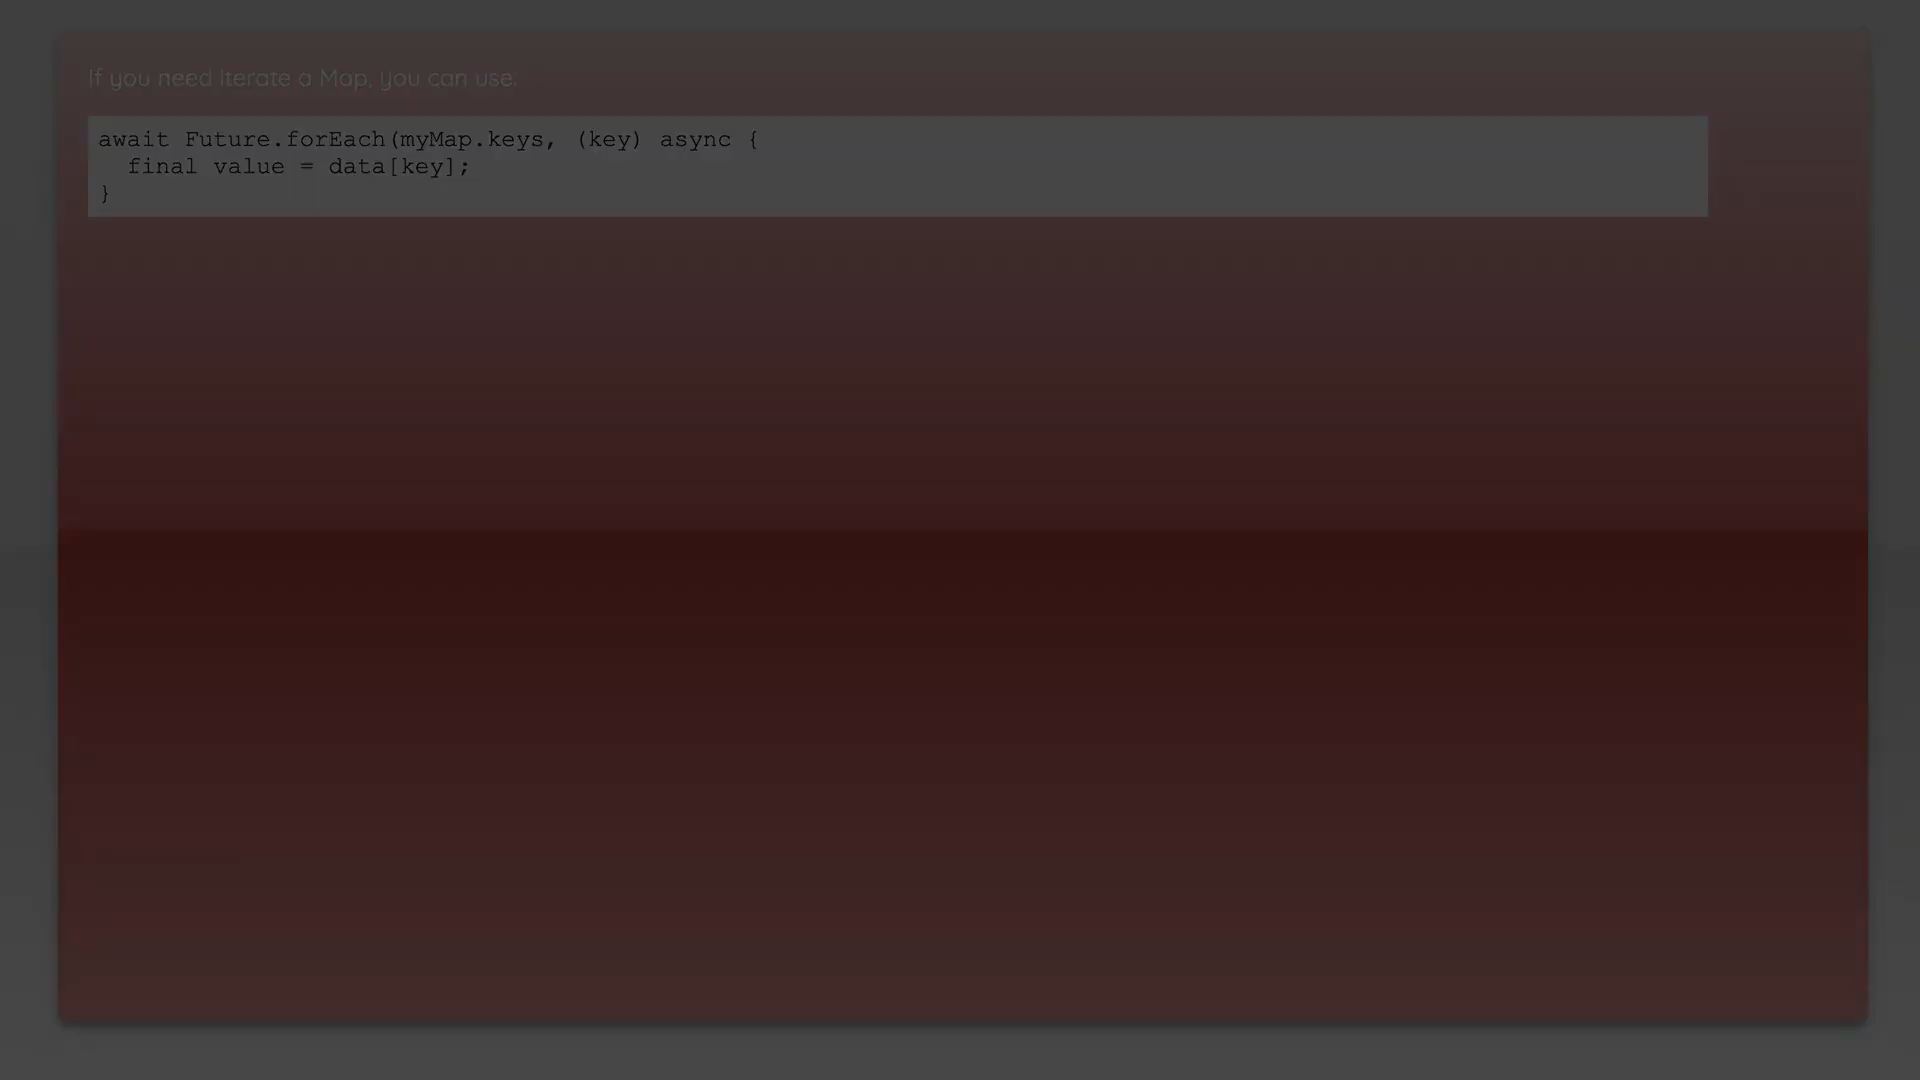 If you need Iterate a Map, you can use:
await Future.forEach(myMap.keys, (key) async {
  final value = data[key];
}